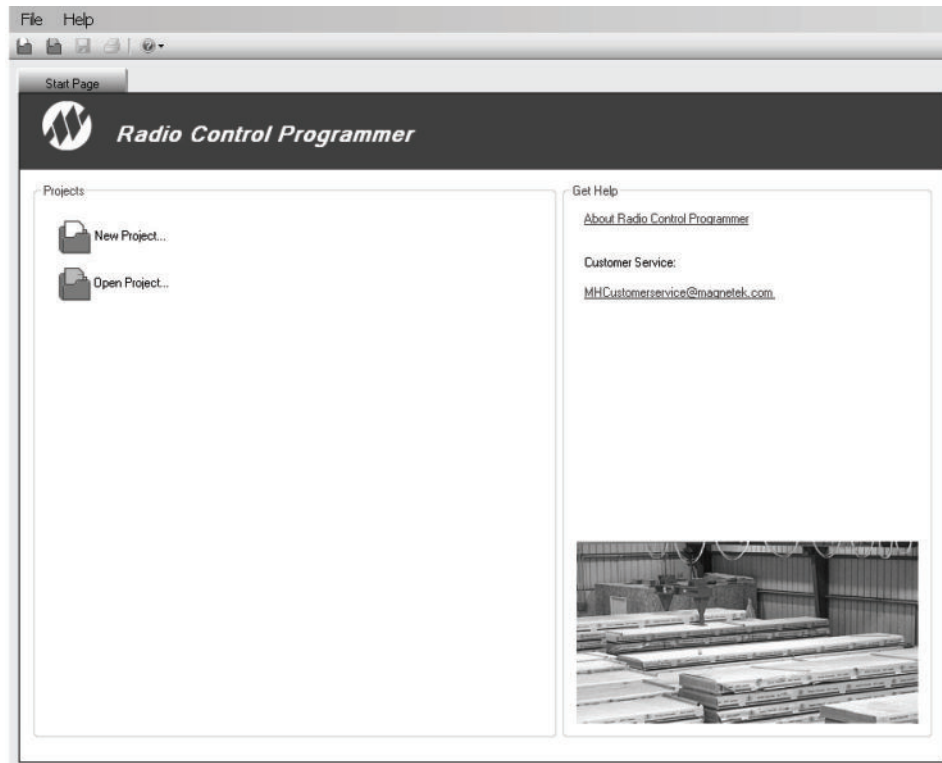 File Help
Start Page
Radio Control Programmer
Projects
New Project...
Open Project...
Get Help
About Radio Control Programmer
Customer Service:
MHCustomerservice@magnetek.com